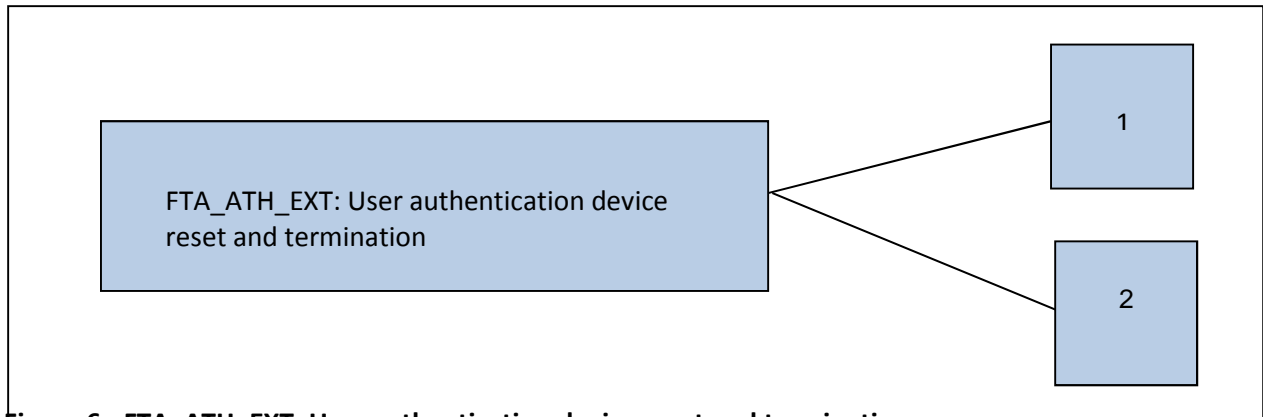 1
FTA_ATH_EXT: User authentication device
reset and termination
2